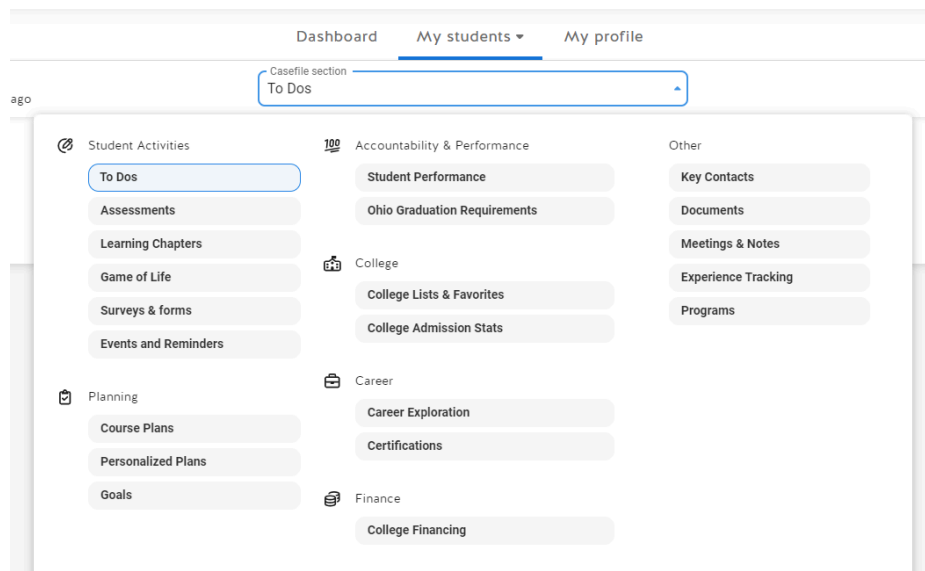 Dashboard My students My profile
Casefile section
To Dos
ago
Student Activities
To Dos
Assessments
Learning Chapters
Game of Life
Surveys & forms
Events and Reminders
Planning
Course Plans
Personalized Plans
Goals
100 Accountability & Performance
Student Performance
Ohio Graduation Requirements
College
College Lists & Favorites
College Admission Stats
Career
Career Exploration
Certifications
Finance
College Financing
Other
Key Contacts
Documents
Meetings & Notes
Experience Tracking
Programs